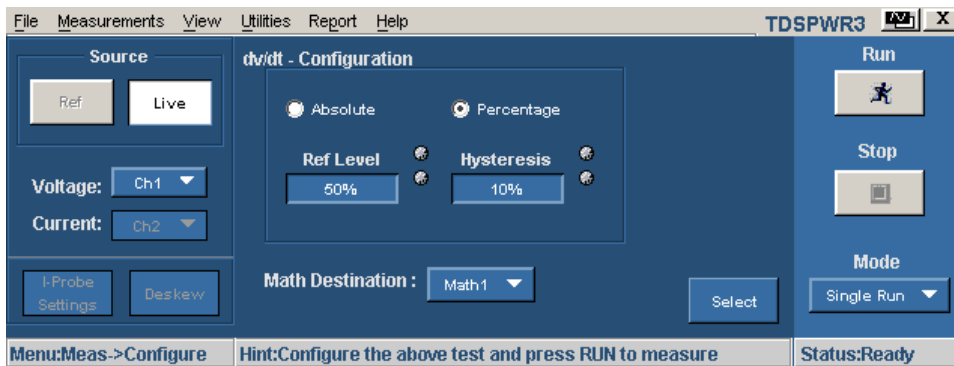 File Measurements View Utilities Report Help TDSPWR3 X
Source
Ref Live
Voltage: Ch1
Current: Ch2
I-Probe
Settings
Deskew
dv/dt - Configuration
Absolute Percentage
Ref Level Hysteresis
50% 10%
Math Destination : Math1
Select
Run
Stop
Mode
Single Run
Menu:Meas->Configure Hint:Configure the above test and press RUN to measure Status:Ready